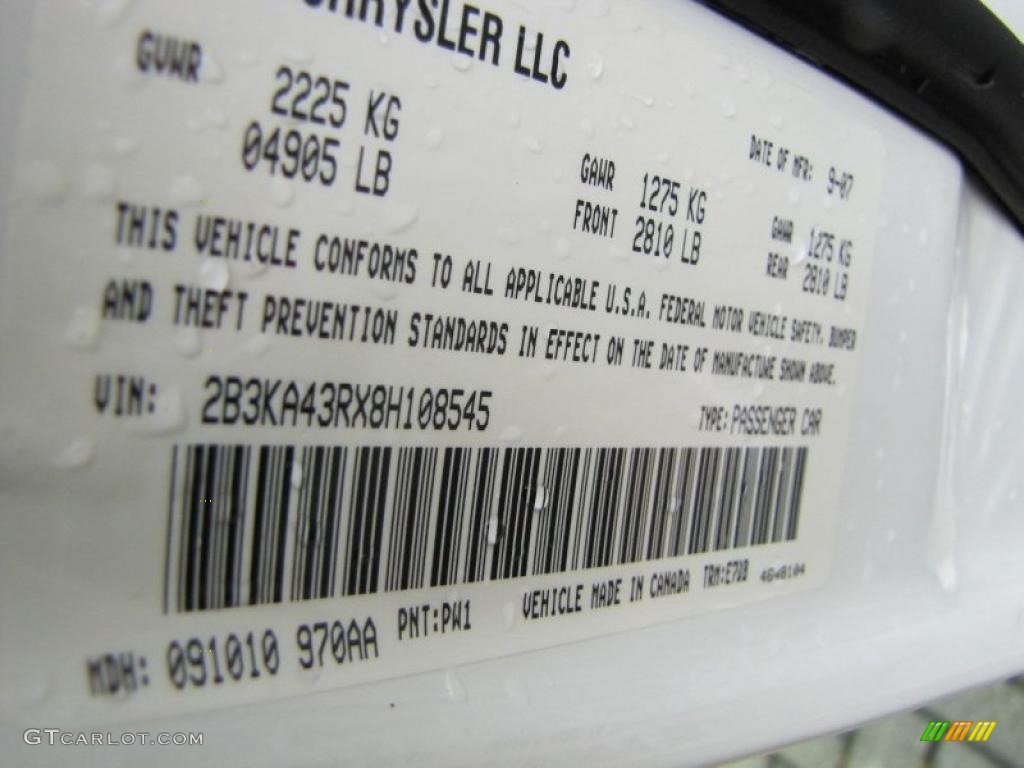 CHRYSLER LLC
GVWR
2225 KG
04905 LB
DATE OF MFR: 9-07
GAWR 1275 KG
FRONT 2810 LB
GAWR 1275 KG
REAR 2810 LB
THIS VEHICLE CONFORMS TO ALL APPLICABLE U.S.A. FEDERAL MOTOR VEHICLE SAFETY, BUMPER
AND THEFT PREVENTION STANDARDS IN EFFECT ON THE DATE OF MANUFACTURE SHOWN ABOVE.
VIN: 2B3KA43RX8H108545 TYPE: PASSENGER CAR
MDH: 091010 970AA PNT:PW1 VEHICLE MADE IN CANADA TRM:E7U0
GTCARLOT.COM